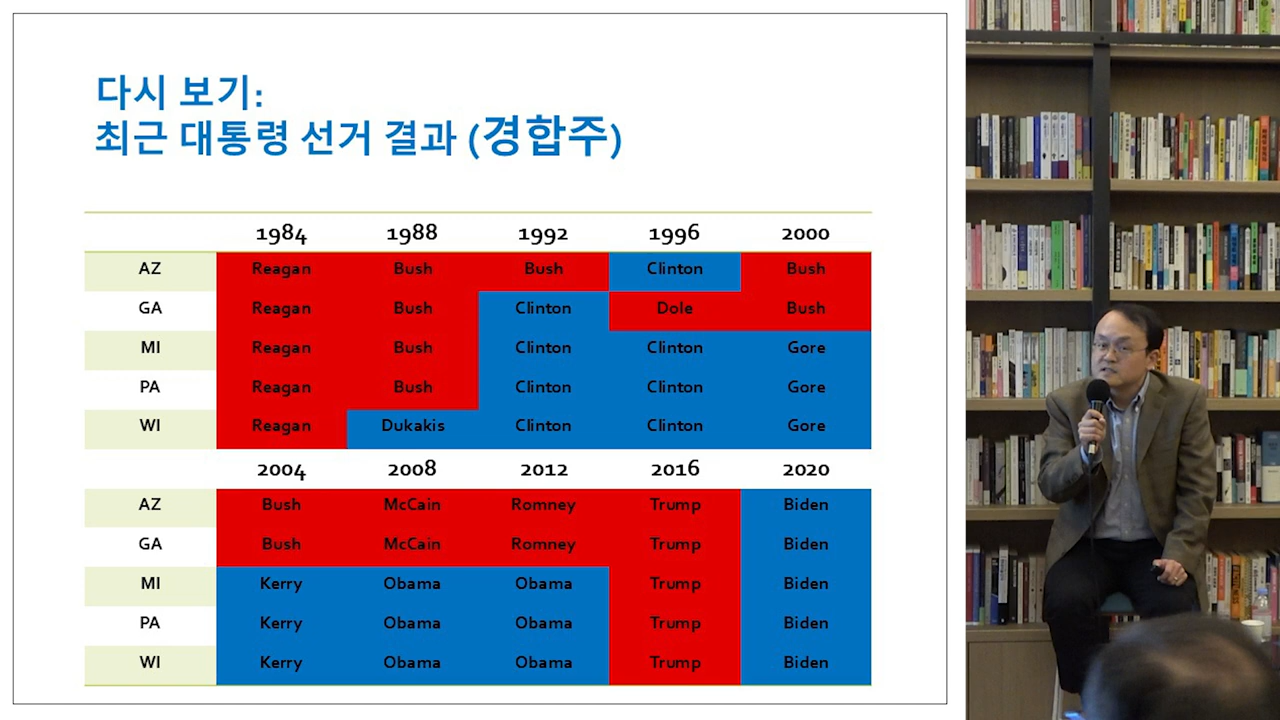 다시 보기:
최근 대통령 선거 결과 (경합주)
1984 1988 1992 1996 2000
AZ Reagan Bush Bush Clinton Bush
GA Reagan Bush Clinton Dole Bush
MI Reagan Bush Clinton Clinton Gore
PA Reagan Bush Clinton Clinton Gore
WI Reagan Dukakis Clinton Clinton Gore
2004 2008 2012 2016 2020
AZ Bush McCain Romney Trump Biden
GA Bush McCain Romney Trump Biden
MI Kerry Obama Obama Trump Biden
PA Kerry Obama Obama Trump Biden
WI Kerry Obama Obama Trump Biden